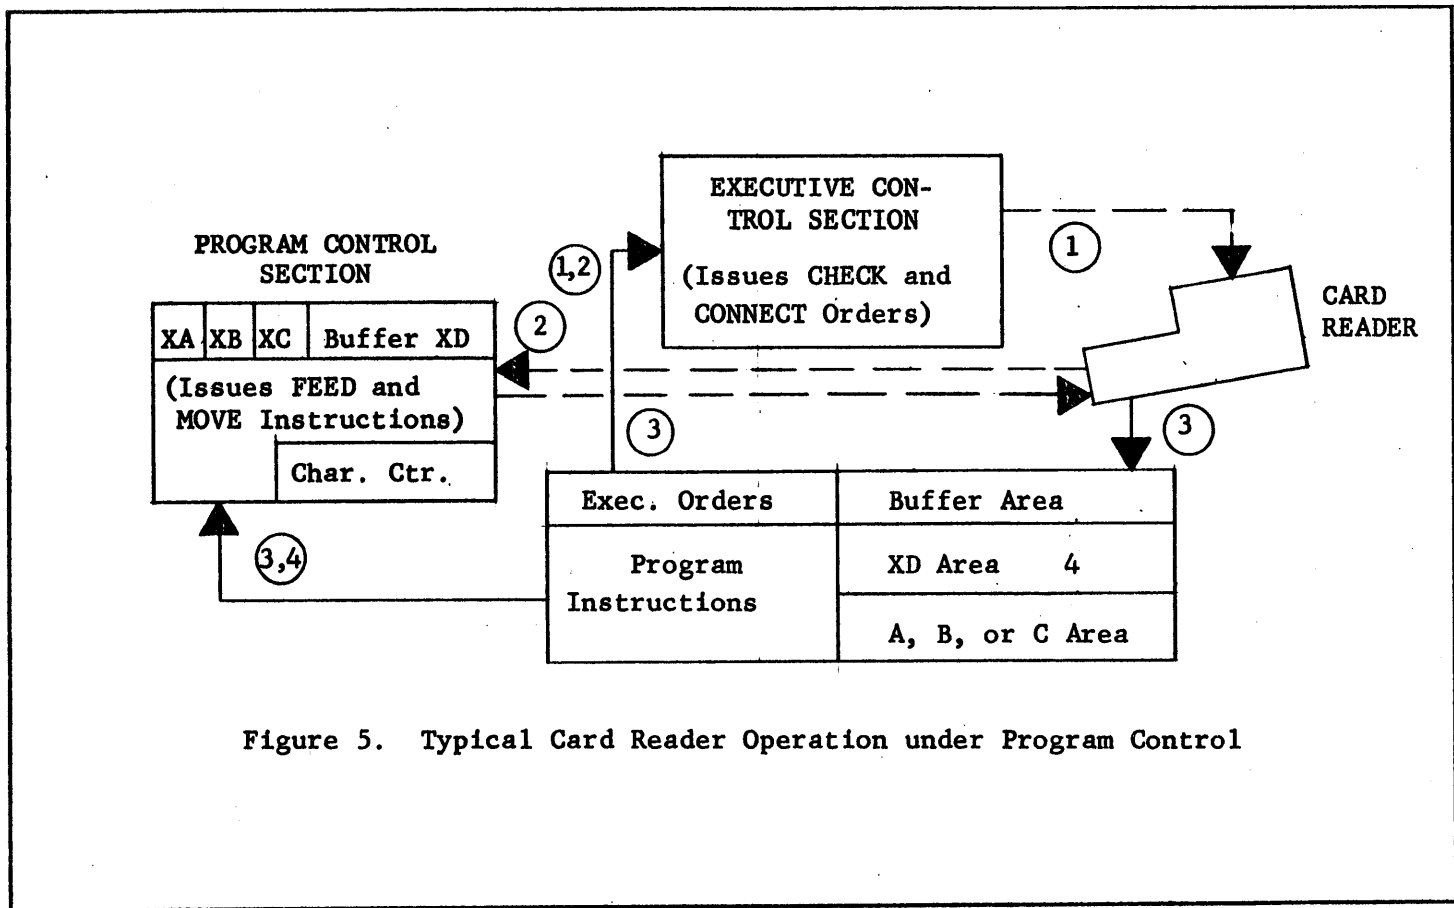 EXECUTIVE CON-
TROL SECTION
(Issues CHECK and
CONNECT Orders)
1
PROGRAM CONTROL
SECTION
1,2
CARD
READER
XA XB XC Buffer XD
2
(Issues FEED and
MOVE Instructions)
3
3
Char. Ctr.
Exec. Orders
Buffer Area
3,4
Program
Instructions
XD Area 4
A, B, or C Area
Figure 5. Typical Card Reader Operation under Program Control